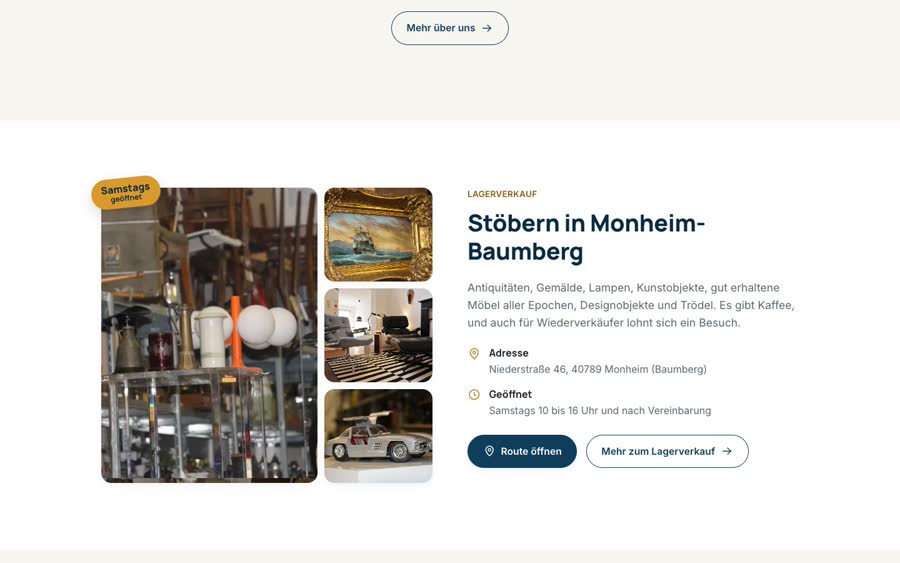 Mehr über uns
Samstags
geöffnet
LAGERVERKAUF
Stöbern in Monheim-
Baumberg
Antiquitäten, Gemälde, Lampen, Kunstobjekte, gut erhaltene
Möbel aller Epochen, Designobjekte und Trödel. Es gibt Kaffee,
und auch für Wiederverkäufer lohnt sich ein Besuch.
Adresse
Niederstraße 46, 40789 Monheim (Baumberg)
Geöffnet
Samstags 10 bis 16 Uhr und nach Vereinbarung
Route öffnen
Mehr zum Lagerverkauf